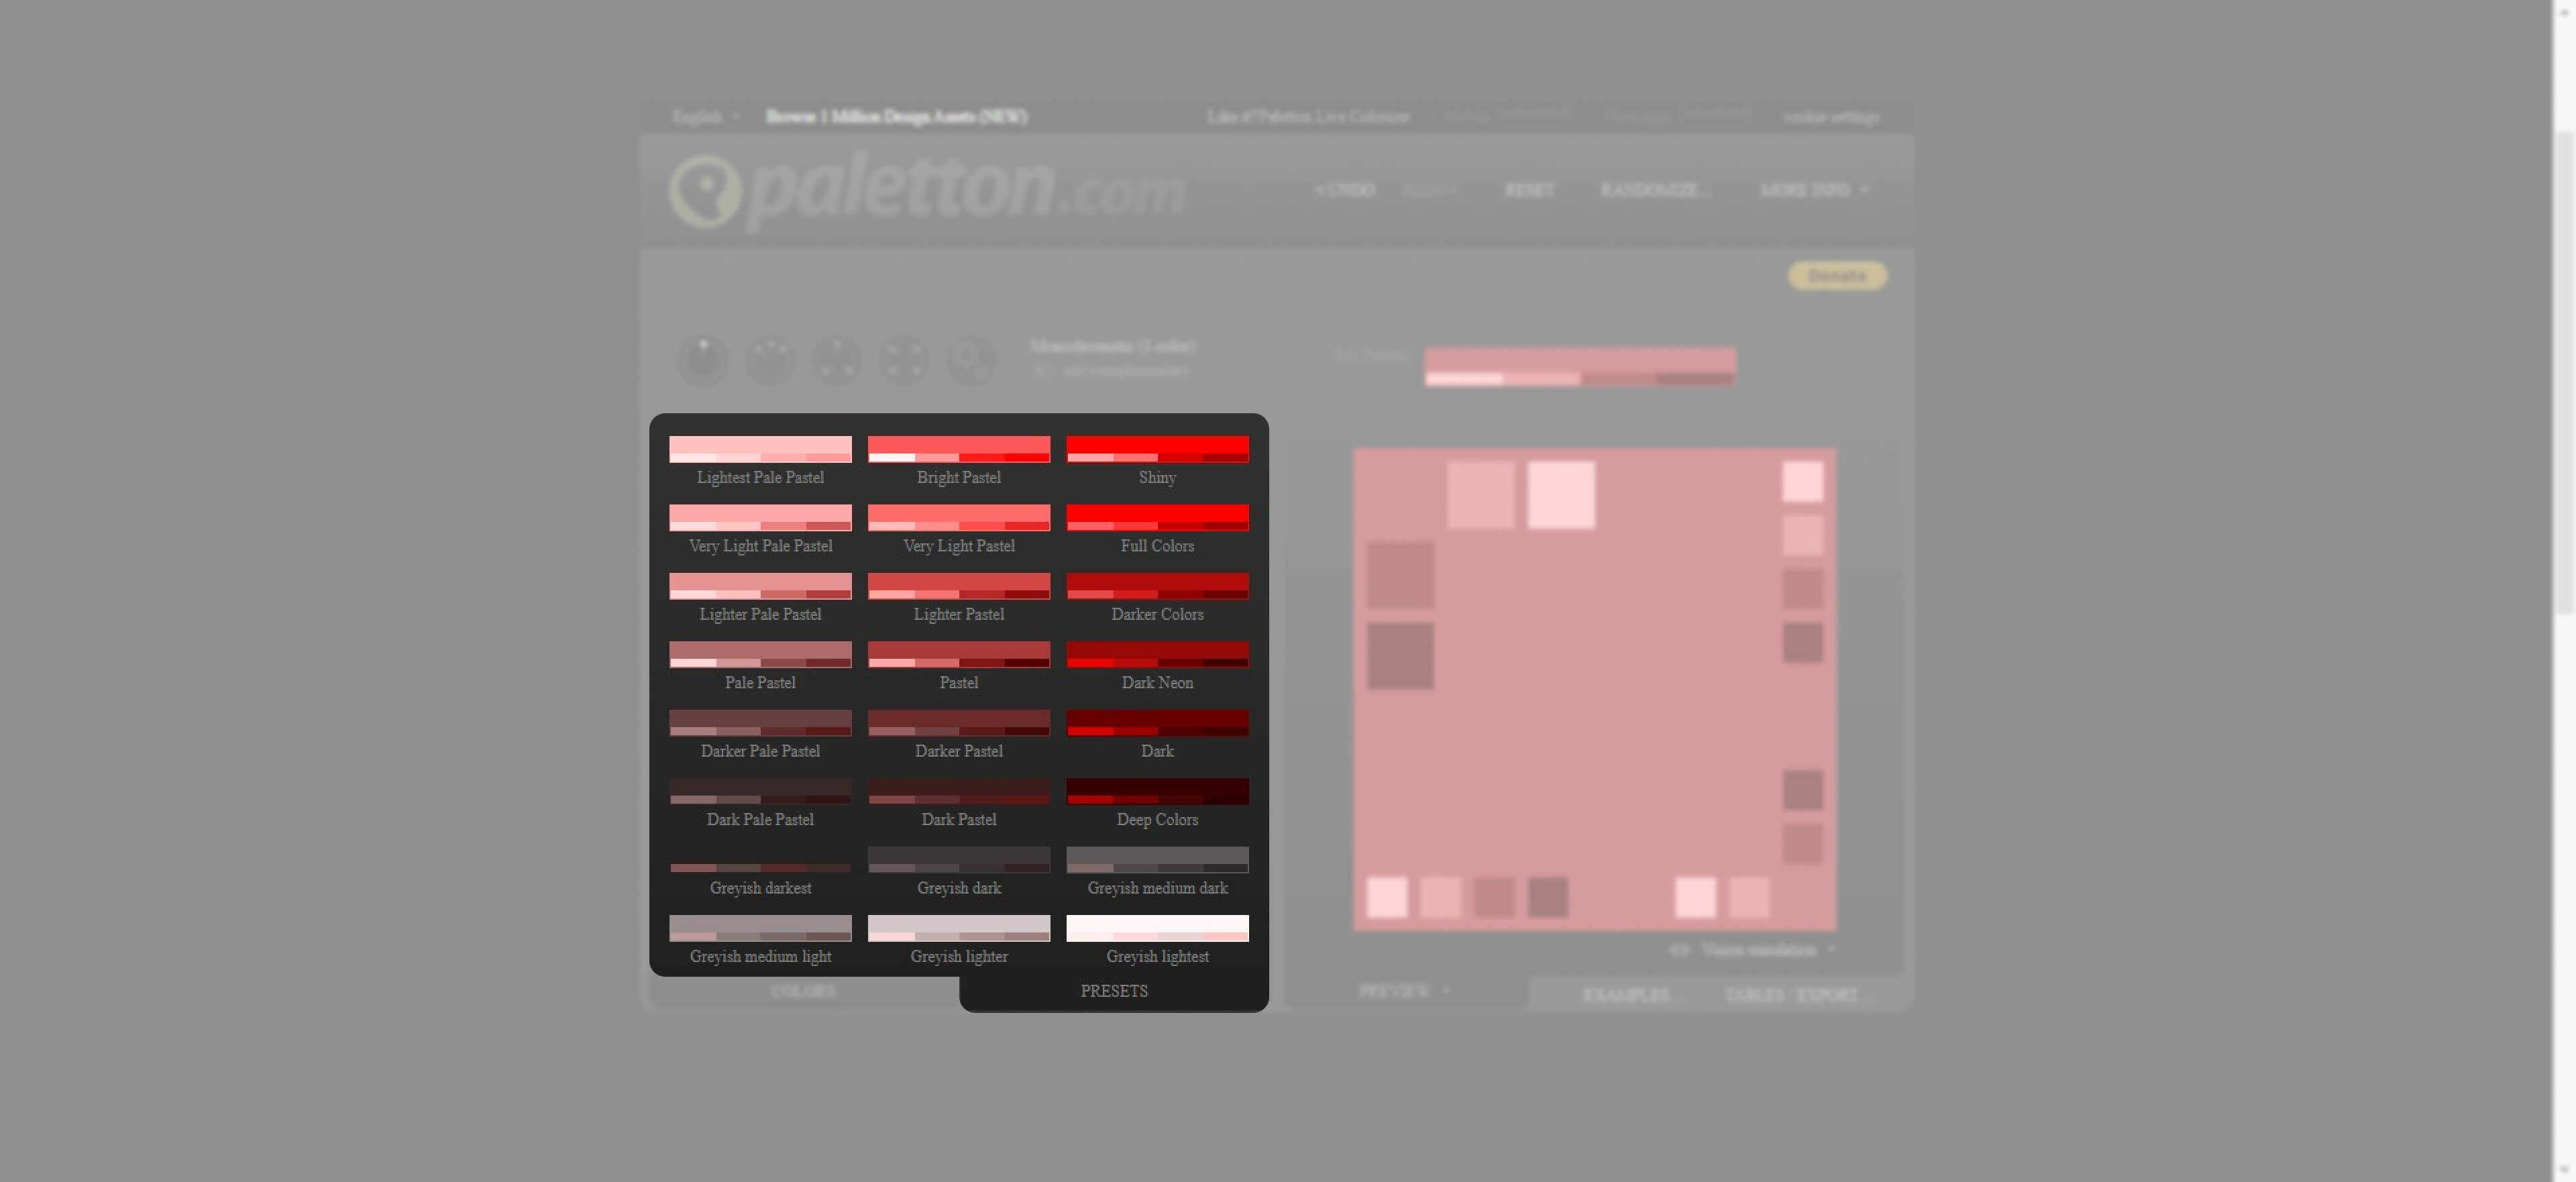 English
Browse 1 Million Design Assets (NEW)
Like it? Paletton Live Colorizer
cookie settings
paletton.com
< UNDO
RESET
RANDOMIZE...
MORE INFO
Donate
Monochromatic (1-color)
add complementary
Lightest Pale Pastel
Bright Pastel
Shiny
Very Light Pale Pastel
Very Light Pastel
Full Colors
Lighter Pale Pastel
Lighter Pastel
Darker Colors
Pale Pastel
Pastel
Dark Neon
Darker Pale Pastel
Darker Pastel
Dark
Dark Pale Pastel
Dark Pastel
Deep Colors
Greyish darkest
Greyish dark
Greyish medium dark
Greyish medium light
Greyish lighter
Greyish lightest
Vision simulation
COLORS
PRESETS
PREVIEW
EXAMPLES...
TABLES / EXPORT...